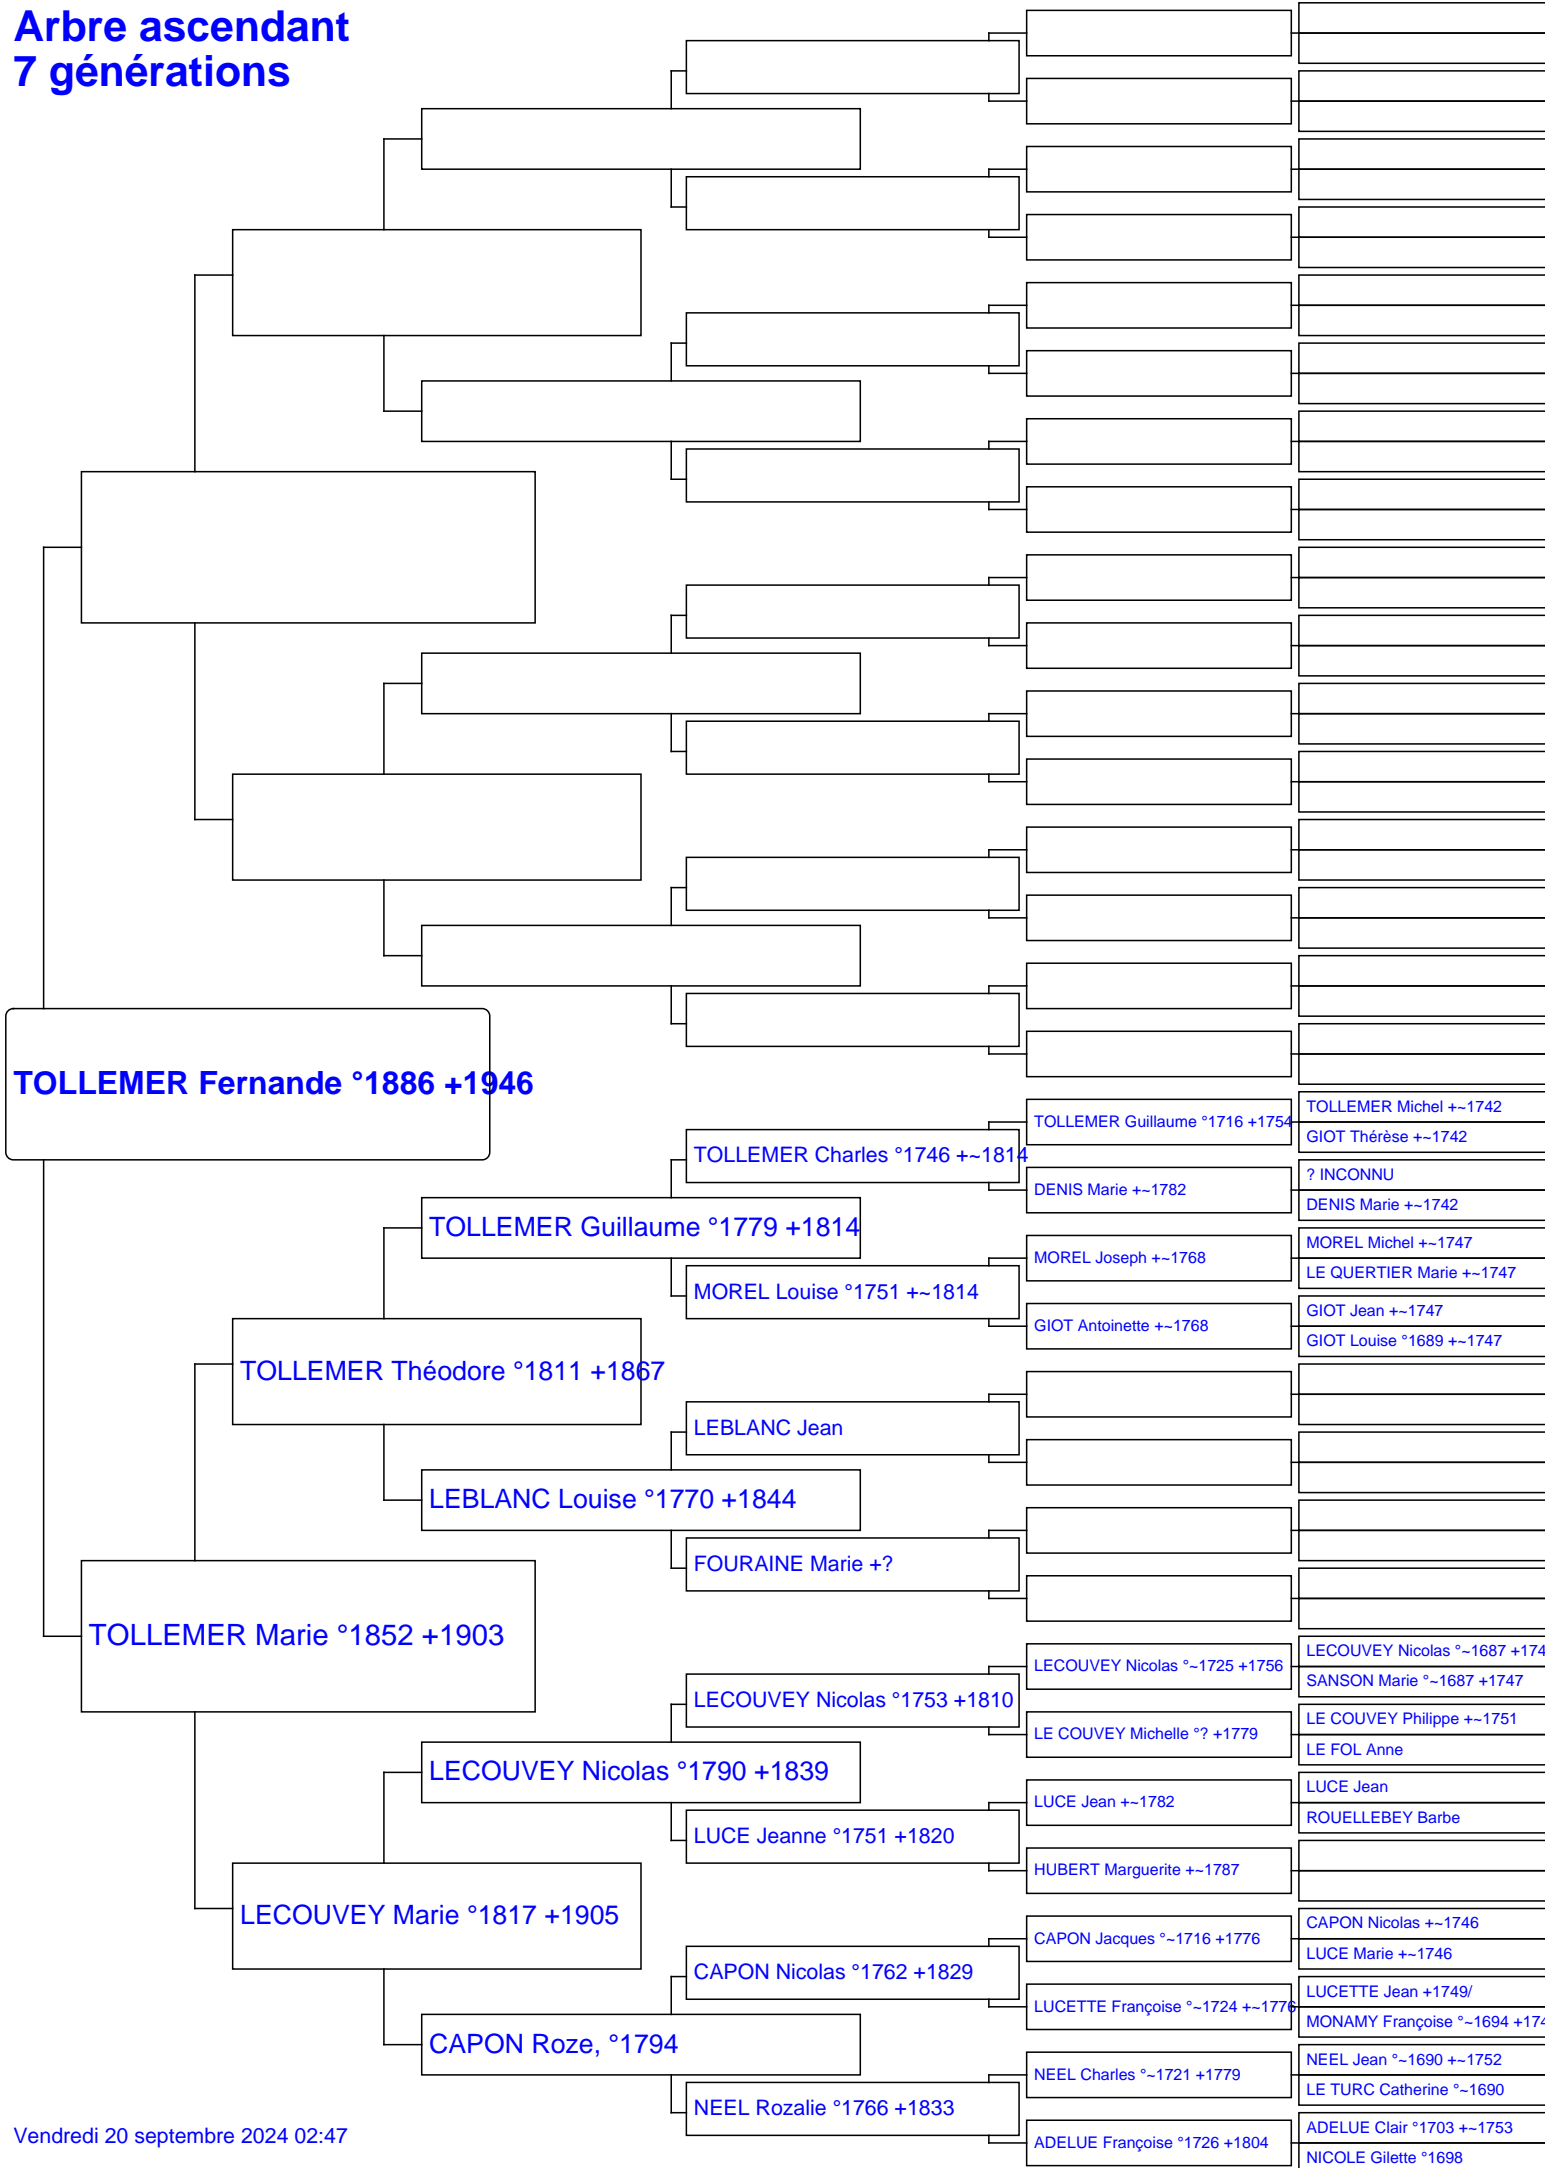 Arbre ascendant
7 générations
TOLLEMER Fernande °1886 +1946
TOLLEMER Marie °1852 +1903
TOLLEMER Théodore °1811 +1867
LECOUVEY Marie °1817 +1905
TOLLEMER Guillaume °1779 +1814
LEBLANC Louise °1770 +1844
LECOUVEY Nicolas °1790 +1839
CAPON Roze, °1794
TOLLEMER Charles °1746 +~1814
MOREL Louise °1751 +~1814
LEBLANC Jean
FOURAINE Marie +?
LECOUVEY Nicolas °1753 +1810
LUCE Jeanne °1751 +1820
CAPON Nicolas °1762 +1829
NEEL Rozalie °1766 +1833
TOLLEMER Guillaume °1716 +1754
DENIS Marie +~1782
MOREL Joseph +~1768
GIOT Antoinette +~1768
LECOUVEY Nicolas °~1725 +1756
LE COUVEY Michelle °? +1779
LUCE Jean +~1782
HUBERT Marguerite +~1787
CAPON Jacques °~1716 +1776
LUCETTE Françoise °~1724 +~1776
NEEL Charles °~1721 +1779
ADELUE Françoise °1726 +1804
TOLLEMER Michel +~1742
GIOT Thérèse +~1742
? INCONNU
DENIS Marie +~1742
MOREL Michel +~1747
LE QUERTIER Marie +~1747
GIOT Jean +~1747
GIOT Louise °1689 +~1747
LECOUVEY Nicolas °~1687 +174
SANSON Marie °~1687 +1747
LE COUVEY Philippe +~1751
LE FOL Anne
LUCE Jean
ROUELLEBEY Barbe
CAPON Nicolas +~1746
LUCE Marie +~1746
LUCETTE Jean +1749/
MONAMY Françoise °~1694 +174
NEEL Jean °~1690 +~1752
LE TURC Catherine °~1690
ADELUE Clair °1703 +~1753
NICOLE Gilette °1698
Vendredi 20 septembre 2024 02:47